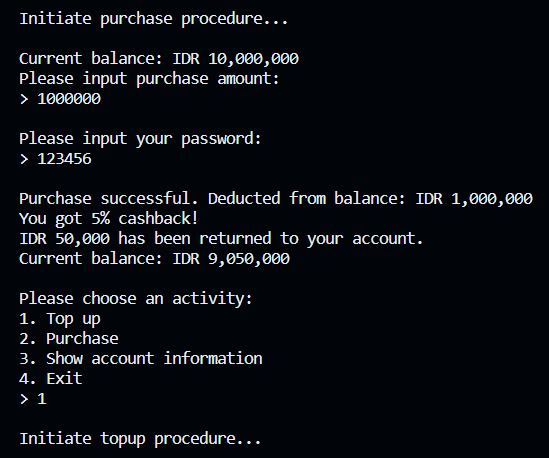 Initiate purchase procedure...
Current balance: IDR 10,000,000
Please input purchase amount:
> 1000000
Please input your password:
> 123456
Purchase successful. Deducted from balance: IDR 1,000,000
You got 5% cashback!
IDR 50,000 has been returned to your account.
Current balance: IDR 9,050,000
Please choose an activity:
1. Top up
2. Purchase
3. Show account information
4. Exit
> 1
Initiate topup procedure...